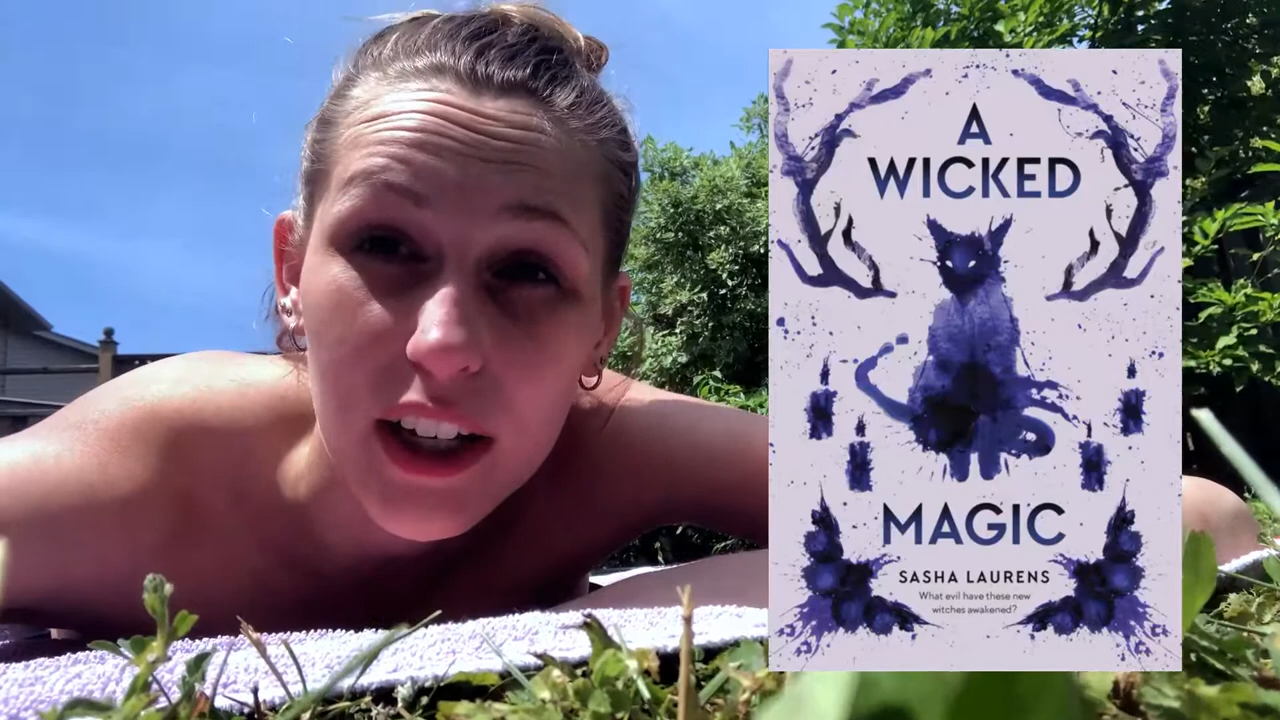 A
WICKED
MAGIC
SASHA LAURENS
What evil have these new
witches awakened?